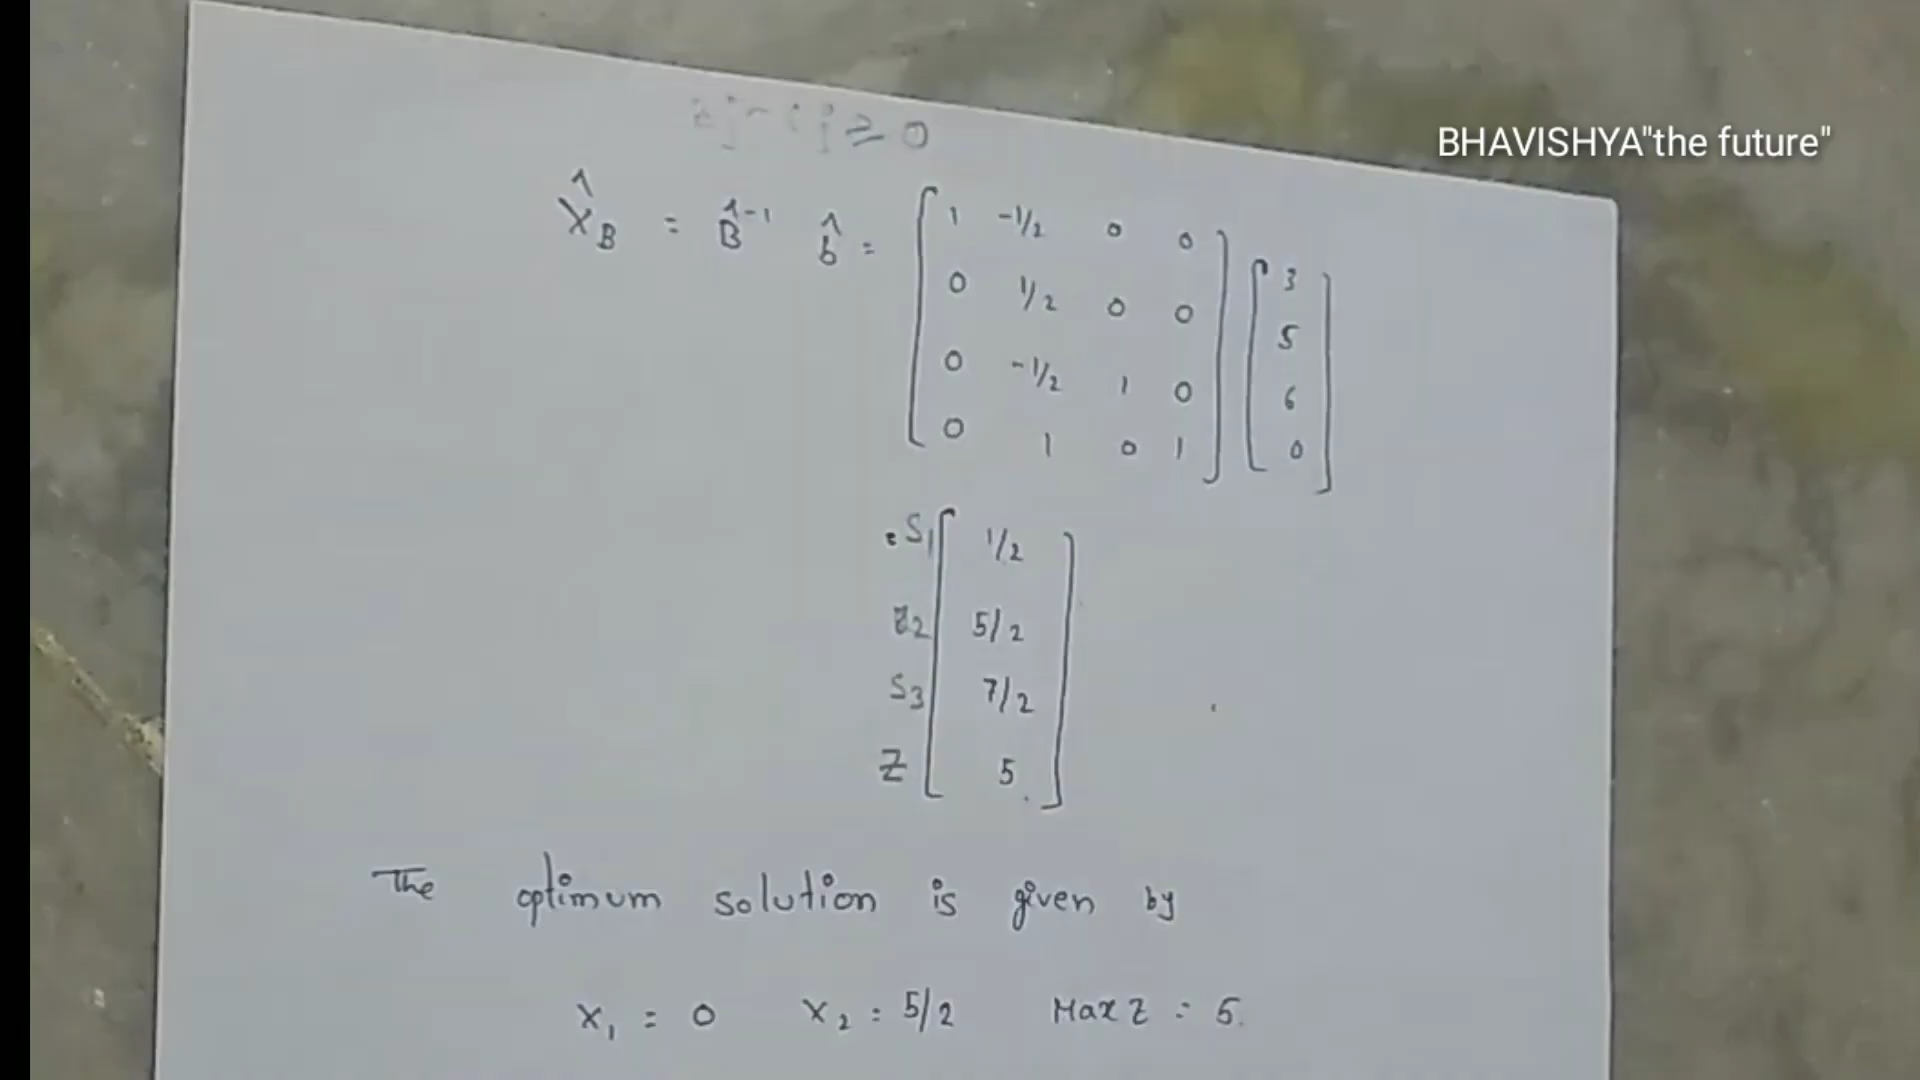 BHAVISHYA"the future"
≥ 0
X̂_B = B̂⁻¹ b̂ = [ 1 -1/2 0 0 ] [ 3 ]
0 1/2 0 0 5
0 -1/2 1 0 6
0 1 0 1 0
= S₁ [ 1/2 ]
5/2
S₃ 7/2
Z 5
The optimum solution is given by
x₁ = 0 x₂ = 5/2 Max Z = 5.